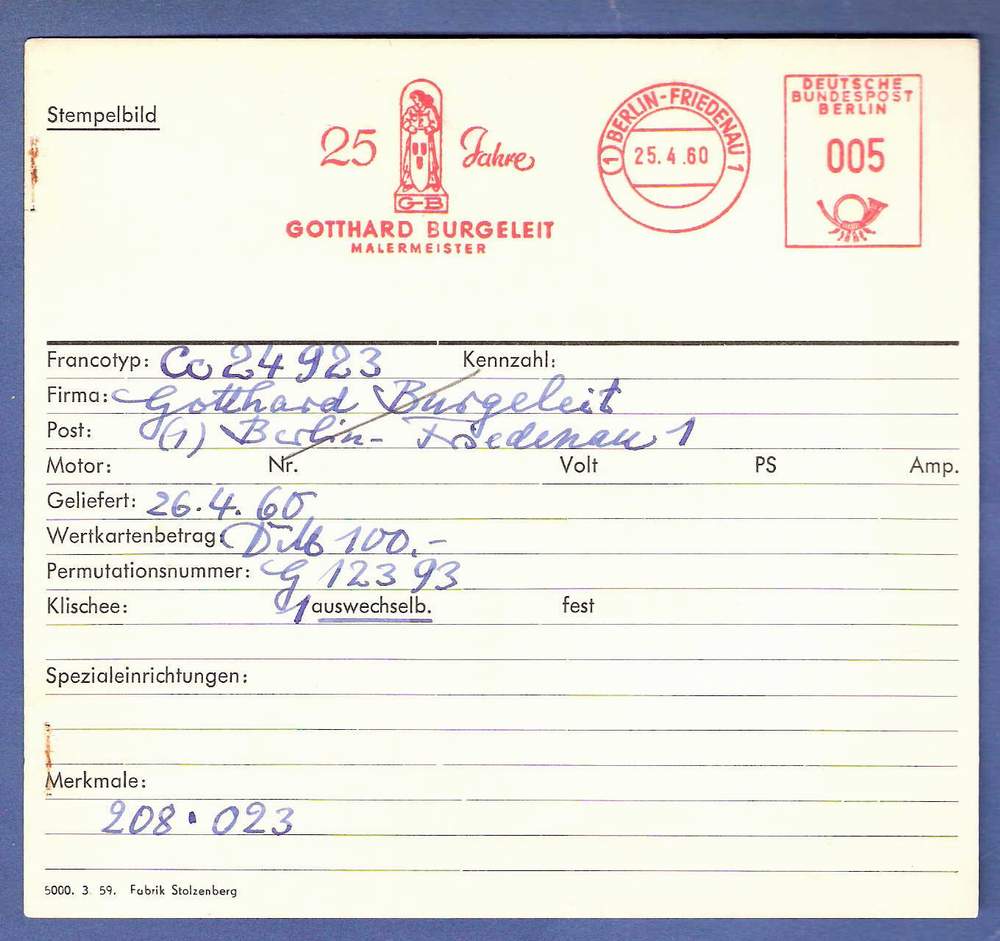 Stempelbild
25 Jahre
G-B
GOTTHARD BURGELEIT
MALERMEISTER
(1) BERLIN-FRIEDENAU 1
25.4.60
DEUTSCHE
BUNDESPOST
BERLIN
005
Francotyp: Cc 24923 Kennzahl:
Firma: Gotthard Burgeleit
Post: (1) Berlin-Friedenau 1
Motor: Nr. Volt PS Amp.
Geliefert: 26.4.60
Wertkartenbetrag: DM 100.-
Permutationsnummer: G 12393
Klischee: 1 auswechselb. fest
Spezialeinrichtungen:
Merkmale:
208 · 023
5000. 3 59. Fabrik Stolzenberg